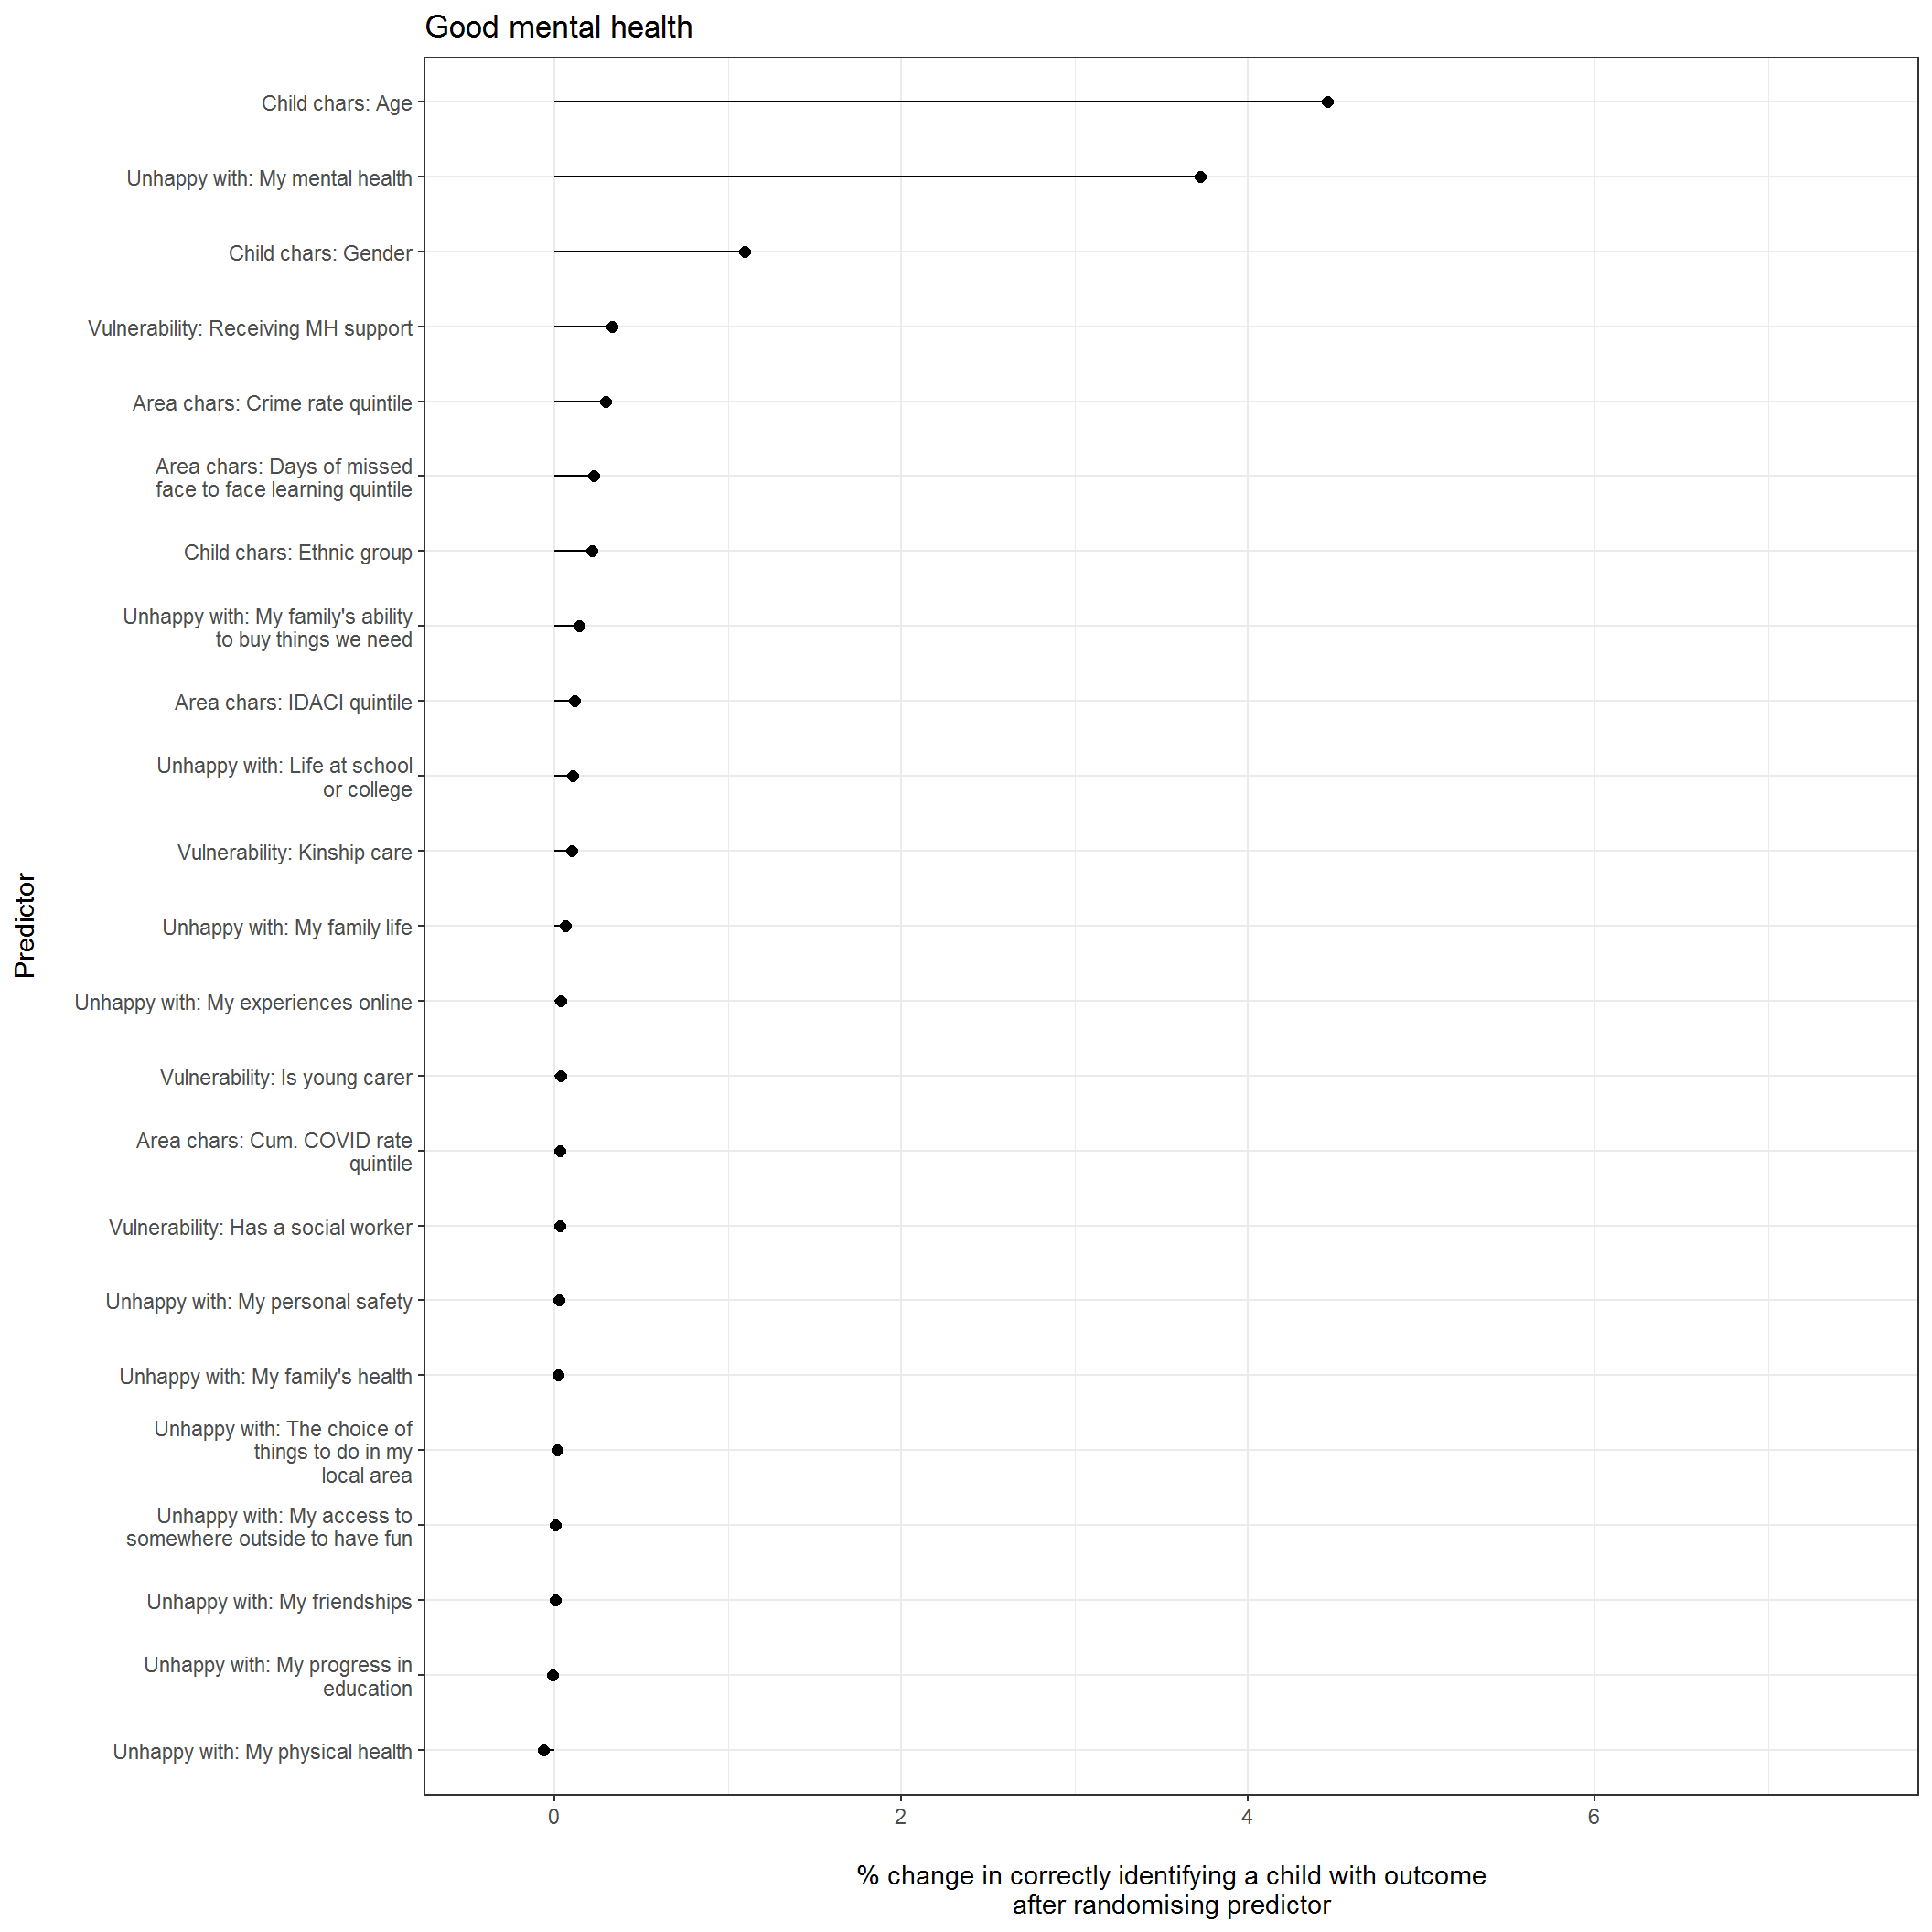 Good mental health
Child chars: Age
Unhappy with: My mental health
Child chars: Gender
Vulnerability: Receiving MH support
Area chars: Crime rate quintile
Area chars: Days of missed
face to face learning quintile
Child chars: Ethnic group
Unhappy with: My family's ability
to buy things we need
Area chars: IDACI quintile
Unhappy with: Life at school
or college
Vulnerability: Kinship care
Unhappy with: My family life
Unhappy with: My experiences online
Vulnerability: Is young carer
Area chars: Cum. COVID rate
quintile
Vulnerability: Has a social worker
Unhappy with: My personal safety
Unhappy with: My family's health
Unhappy with: The choice of
things to do in my
local area
Unhappy with: My access to
somewhere outside to have fun
Unhappy with: My friendships
Unhappy with: My progress in
education
Unhappy with: My physical health
Predictor
0 2 4 6
% change in correctly identifying a child with outcome
after randomising predictor